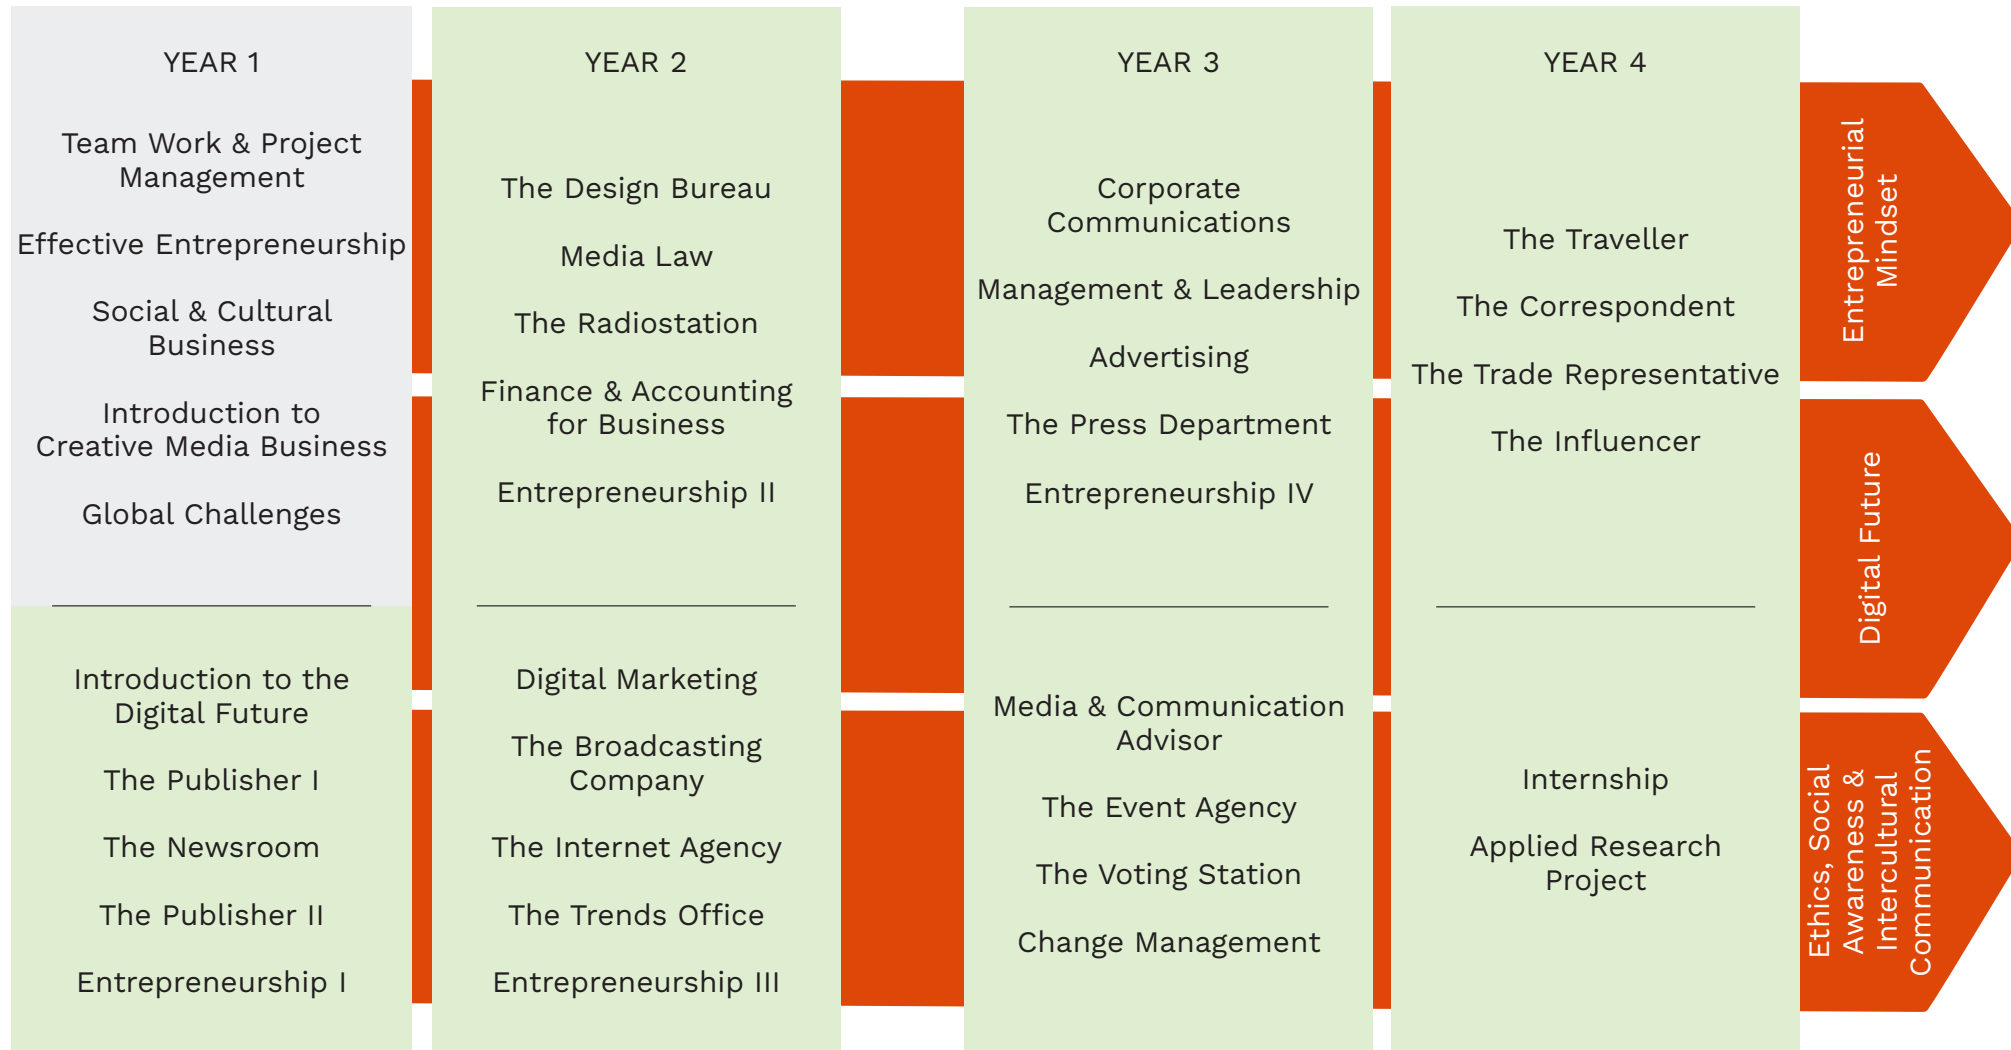 YEAR 1
Team Work & Project
Management
Effective Entrepreneurship
Social & Cultural
Business
Introduction to
Creative Media Business
Global Challenges
Introduction to the
Digital Future
The Publisher I
The Newsroom
The Publisher II
Entrepreneurship I
YEAR 2
The Design Bureau
Media Law
The Radiostation
Finance & Accounting
for Business
Entrepreneurship II
Digital Marketing
The Broadcasting
Company
The Internet Agency
The Trends Office
Entrepreneurship III
YEAR 3
Corporate
Communications
Management & Leadership
Advertising
The Press Department
Entrepreneurship IV
Media & Communication
Advisor
The Event Agency
The Voting Station
Change Management
YEAR 4
The Traveller
The Correspondent
The Trade Representative
The Influencer
Internship
Applied Research
Project
Entrepreneurial
Mindset
Digital Future
Ethics, Social
Awareness &
Intercultural
Communication